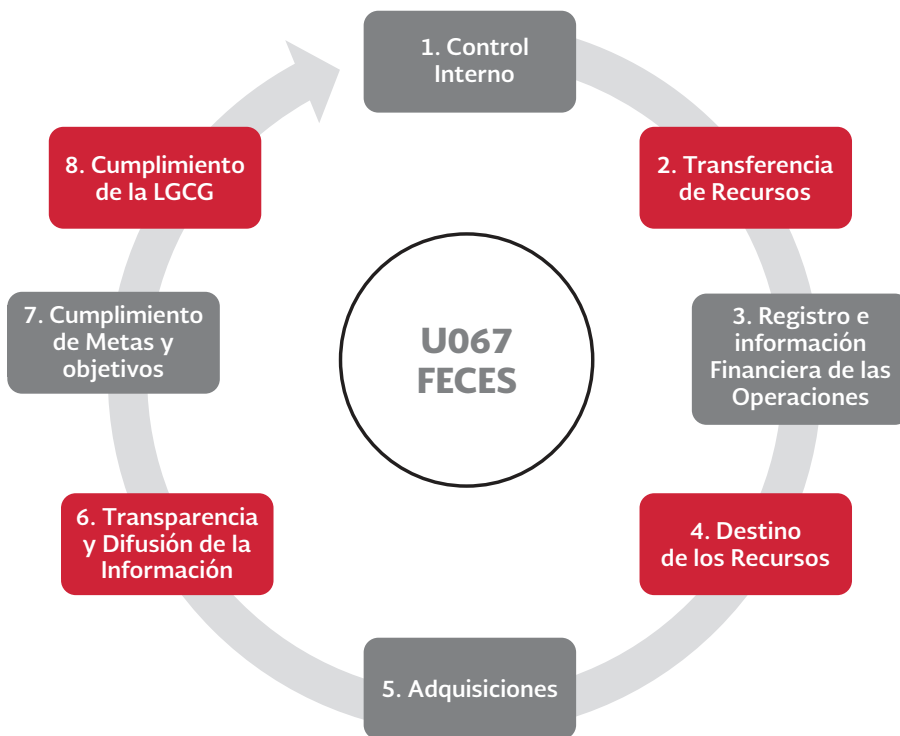 1. Control
Interno
2. Transferencia
de Recursos
3. Registro e
información
Financiera de las
Operaciones
4. Destino
de los Recursos
5. Adquisiciones
6. Transparencia
y Difusión de la
Información
7. Cumplimiento
de Metas y
objetivos
8. Cumplimiento
de la LGCG
U067
FECES